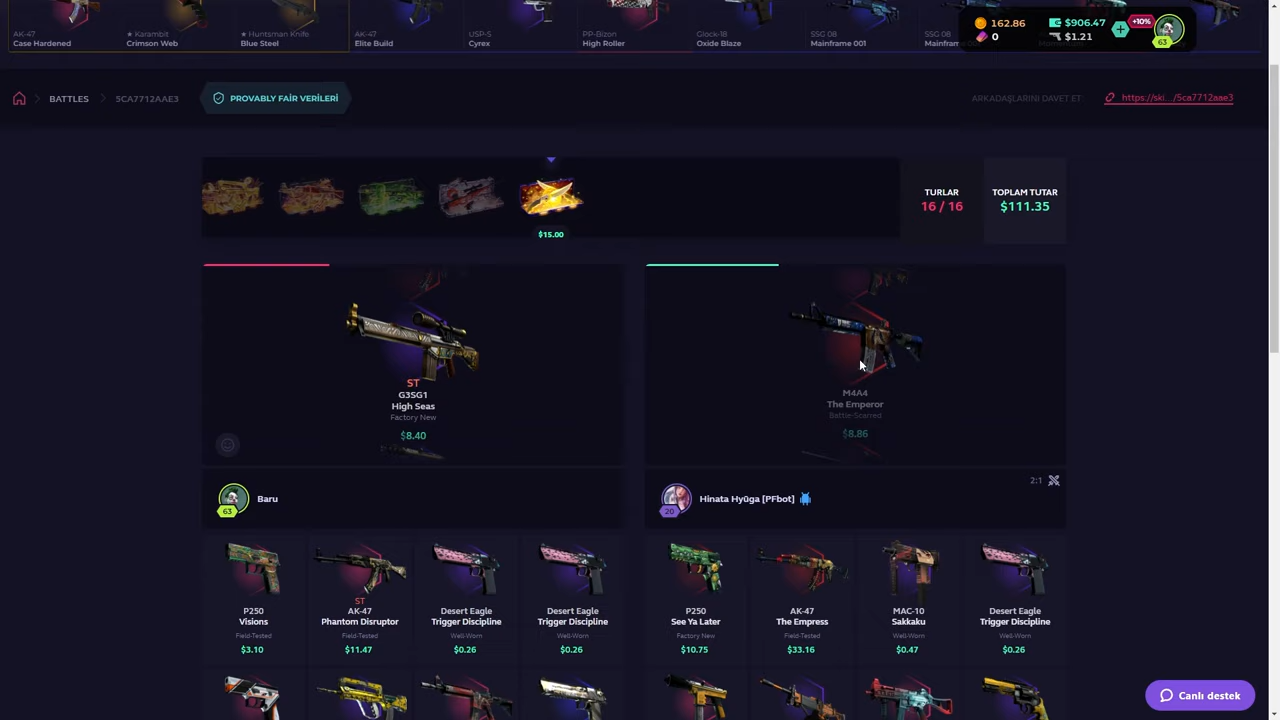 AK-47
Case Hardened
★ Karambit
Crimson Web
★ Huntsman Knife
Blue Steel
AK-47
Elite Build
USP-S
Cyrex
PP-Bizon
High Roller
Glock-18
Oxide Blaze
SSG 08
Mainframe 001
SSG 08
162.86
$906.47
+10%
0
$1.21
63
BATTLES
5CA7712AAE3
PROVABLY FAİR VERİLERİ
ARKADAŞLARINI DAVET ET!
https://ski…/5ca7712aae3
$15.00
TURLAR
16 / 16
TOPLAM TUTAR
$111.35
ST
G3SG1
High Seas
Factory New
$8.40
M4A4
The Emperor
Battle-Scarred
$8.86
63
Baru
20
Hinata Hyūga [PFbot]
2:1
P250
Visions
Field-Tested
$3.10
ST
AK-47
Phantom Disruptor
Field-Tested
$11.47
Desert Eagle
Trigger Discipline
Well-Worn
$0.26
Desert Eagle
Trigger Discipline
Well-Worn
$0.26
P250
See Ya Later
Factory New
$10.75
AK-47
The Empress
Field-Tested
$33.16
MAC-10
Sakkaku
Well-Worn
$0.47
Desert Eagle
Trigger Discipline
Well-Worn
$0.26
Canlı destek